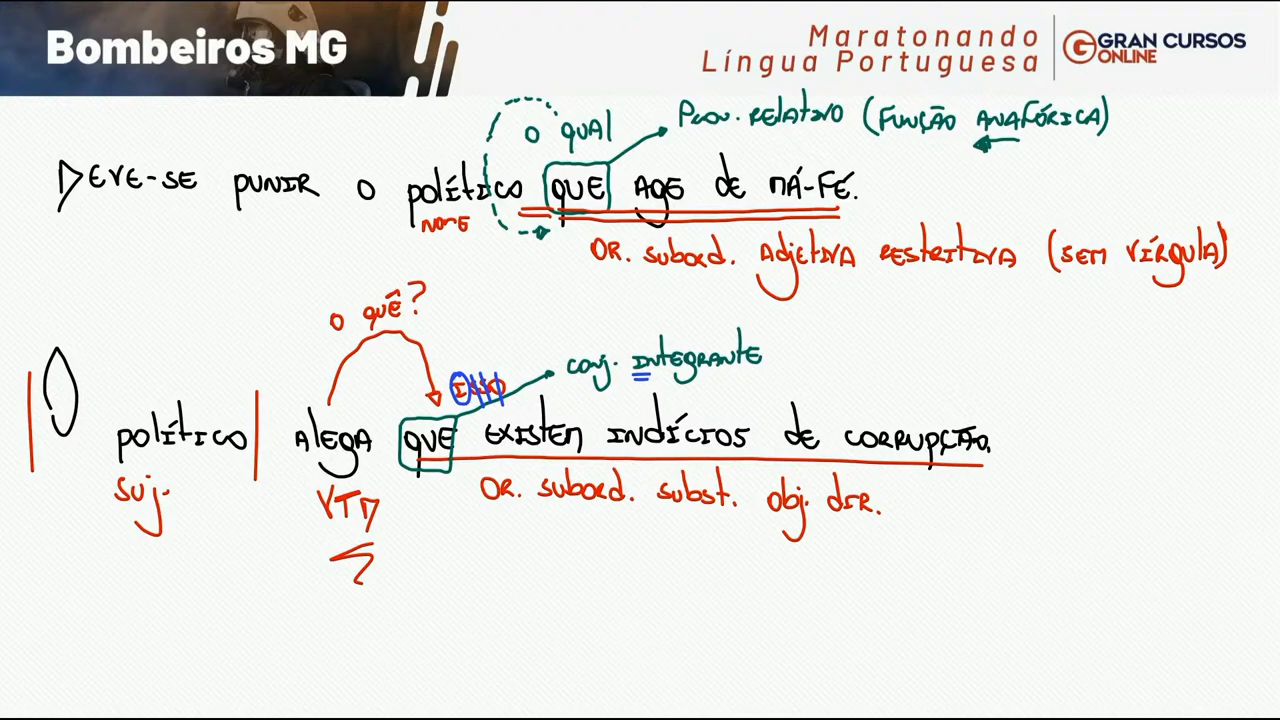 Bombeiros MG
Maratonando
Língua Portuguesa
GRAN CURSOS
ONLINE
O QUAL
PRON. RELATIVO (FUNÇÃO ANAFÓRICA)
DEVE-SE PUNIR O POLÍTICO QUE AGE DE MÁ-FÉ.
NOME
OR. SUBORD. ADJETIVA RESTRITIVA (SEM VÍRGULA)
O QUÊ?
CONJ. INTEGRANTE
ISSO
O POLÍTICO ALEGA QUE EXISTEM INDÍCIOS DE CORRUPÇÃO.
SUJ.
VTD
OR. SUBORD. SUBST. OBJ. DIR.